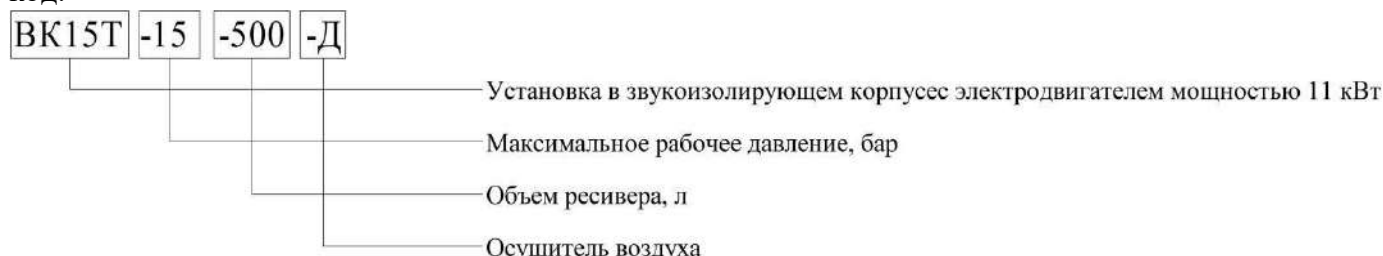 ВК15Т -15 -500 -Д
Установка в звукоизолирующем корпусес электродвигателем мощностью 11 кВт
Максимальное рабочее давление, бар
Объем ресивера, л
Осушитель воздуха